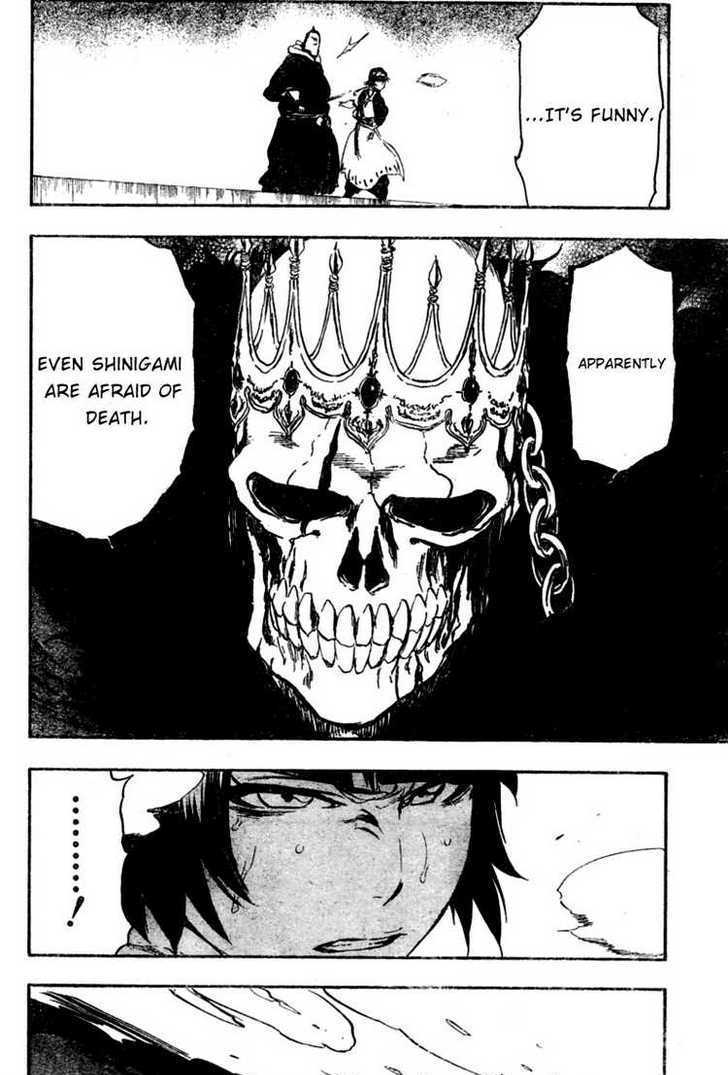 ...IT'S FUNNY.
APPARENTLY
EVEN SHINIGAMI
ARE AFRAID OF
DEATH.
........!